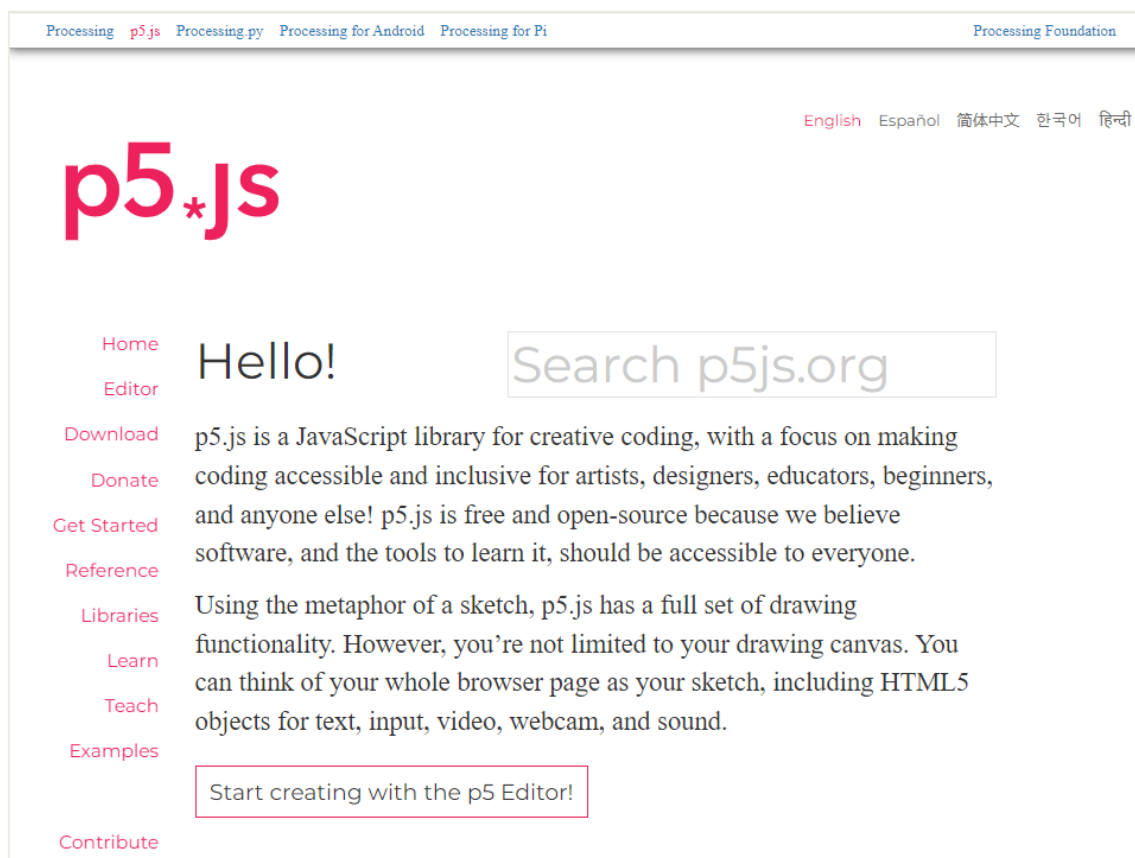 Processing p5.js Processing.py Processing for Android Processing for Pi Processing Foundation
English Español 简体中文 한국어 हिन्दी
p5*js
Home
Editor
Download
Donate
Get Started
Reference
Libraries
Learn
Teach
Examples
Contribute
Hello!
Search p5js.org
p5.js is a JavaScript library for creative coding, with a focus on making
coding accessible and inclusive for artists, designers, educators, beginners,
and anyone else! p5.js is free and open-source because we believe
software, and the tools to learn it, should be accessible to everyone.
Using the metaphor of a sketch, p5.js has a full set of drawing
functionality. However, you’re not limited to your drawing canvas. You
can think of your whole browser page as your sketch, including HTML5
objects for text, input, video, webcam, and sound.
Start creating with the p5 Editor!